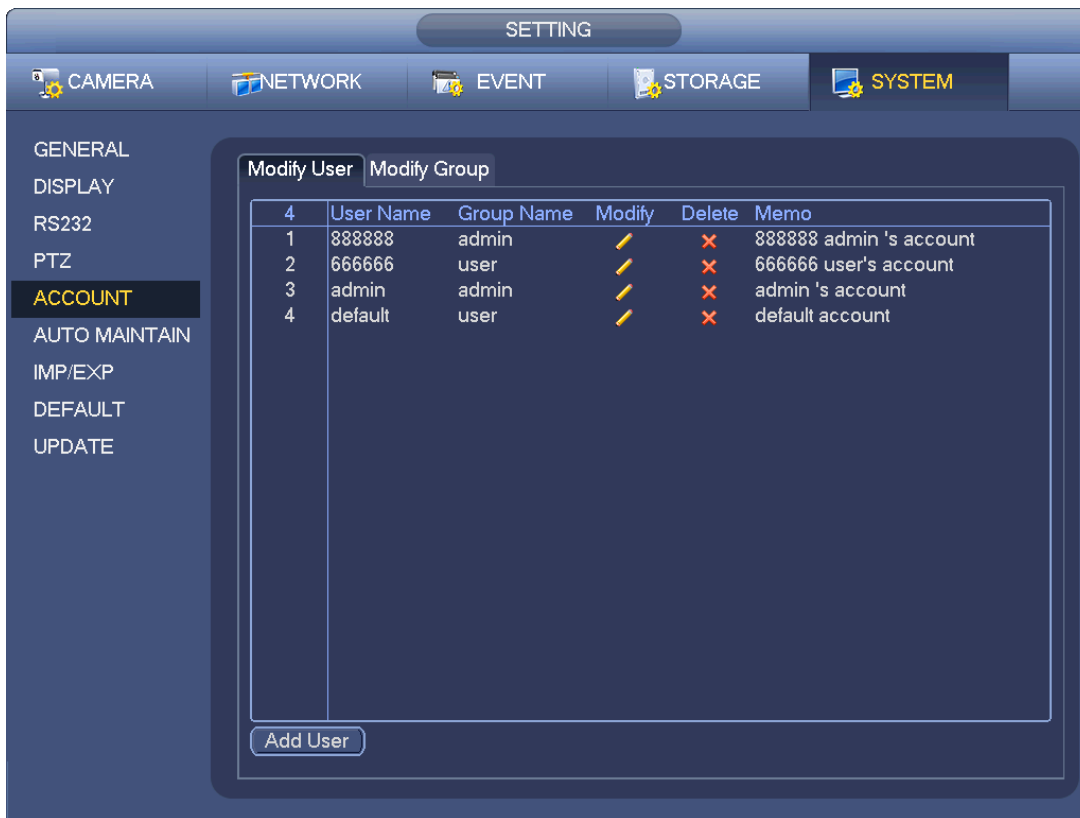 SETTING
CAMERA NETWORK EVENT STORAGE SYSTEM
GENERAL
DISPLAY
RS232
PTZ
ACCOUNT
AUTO MAINTAIN
IMP/EXP
DEFAULT
UPDATE
Modify User Modify Group
4 User Name Group Name Modify Delete Memo
1 888888 admin 888888 admin 's account
2 666666 user 666666 user's account
3 admin admin admin 's account
4 default user default account
Add User